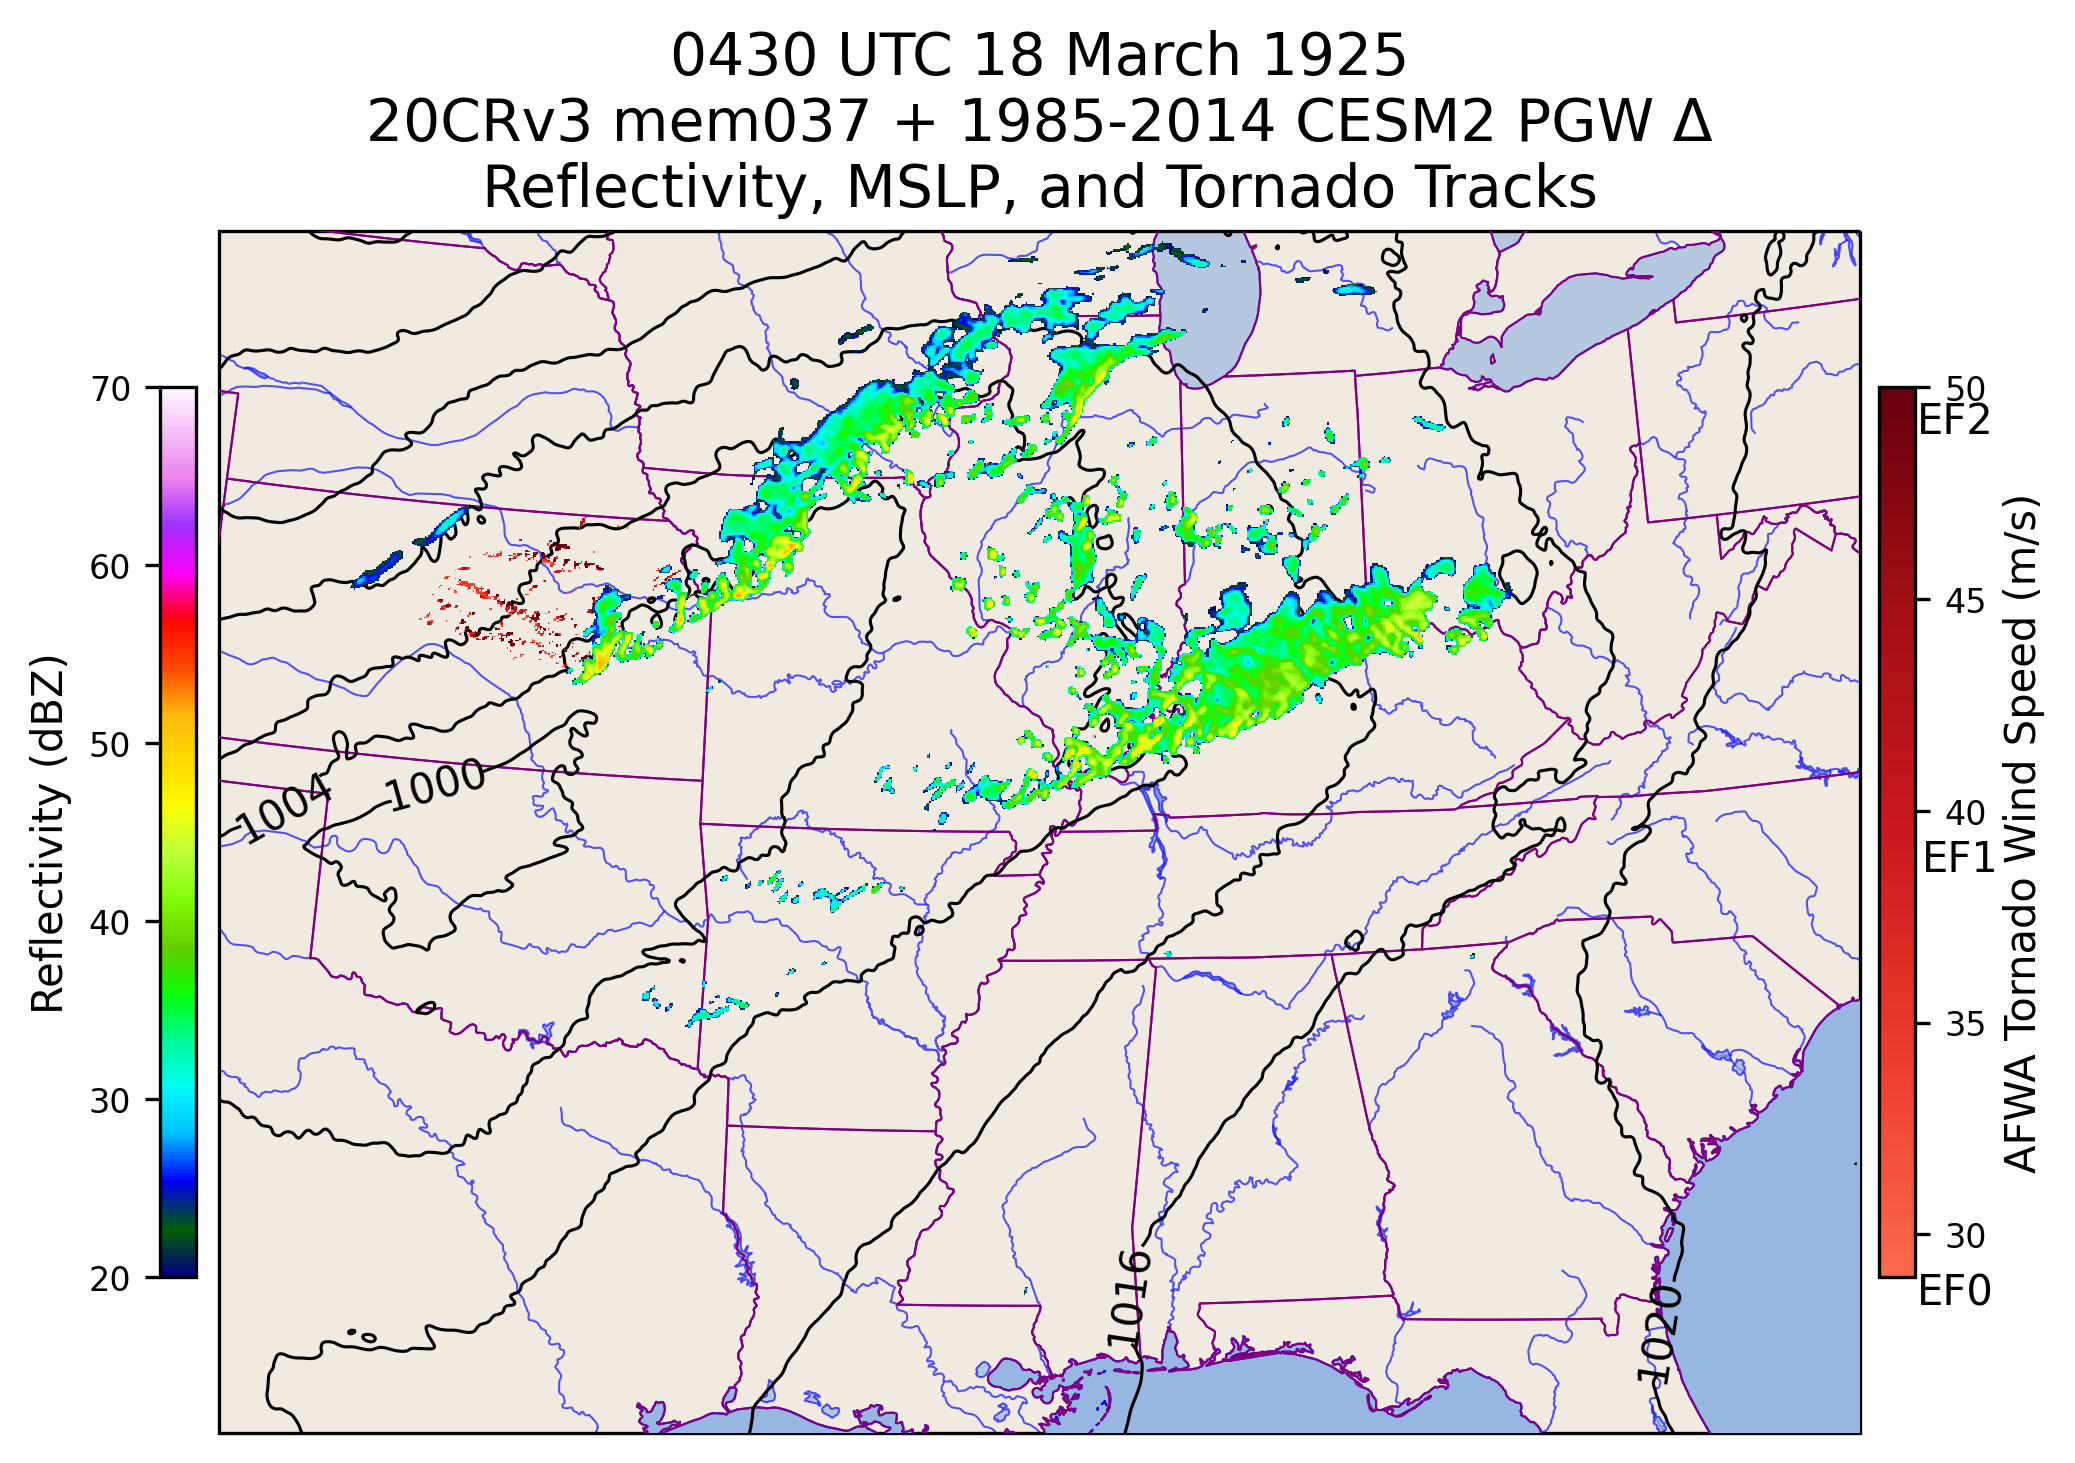 0430 UTC 18 March 1925
20CRv3 mem037 + 1985-2014 CESM2 PGW Δ
Reflectivity, MSLP, and Tornado Tracks
70
60
50
40
30
20
Reflectivity (dBZ)
1004
1000
1016
1020
50
EF2
45
40
EF1
35
30
EF0
AFWA Tornado Wind Speed (m/s)